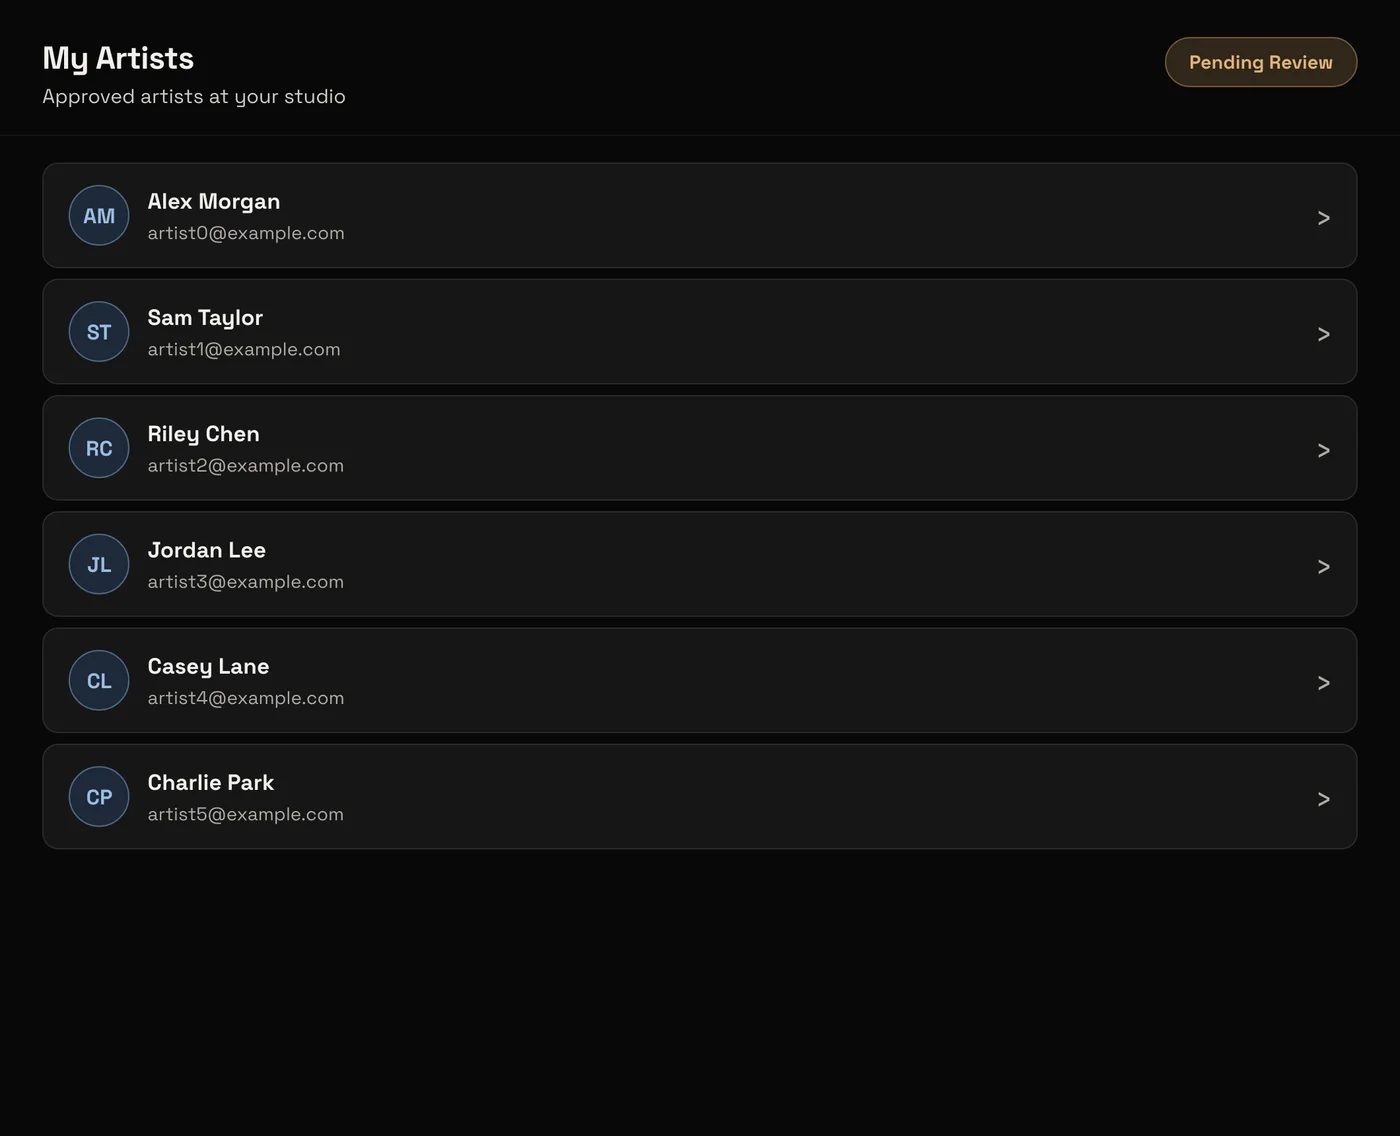 My Artists
Approved artists at your studio
Pending Review
AM
Alex Morgan
artist0@example.com
>
ST
Sam Taylor
artist1@example.com
>
RC
Riley Chen
artist2@example.com
>
JL
Jordan Lee
artist3@example.com
>
CL
Casey Lane
artist4@example.com
>
CP
Charlie Park
artist5@example.com
>